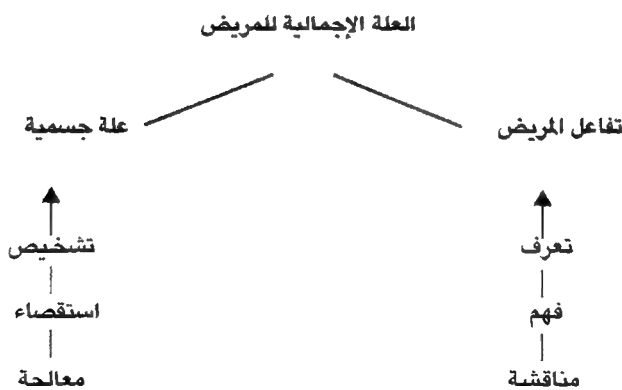 العلة الإجمالية للمريض
تفاعل المريض
علة جسمية
تعرف
تشخيص
فهم
استقصاء
مناقشة
معالجة